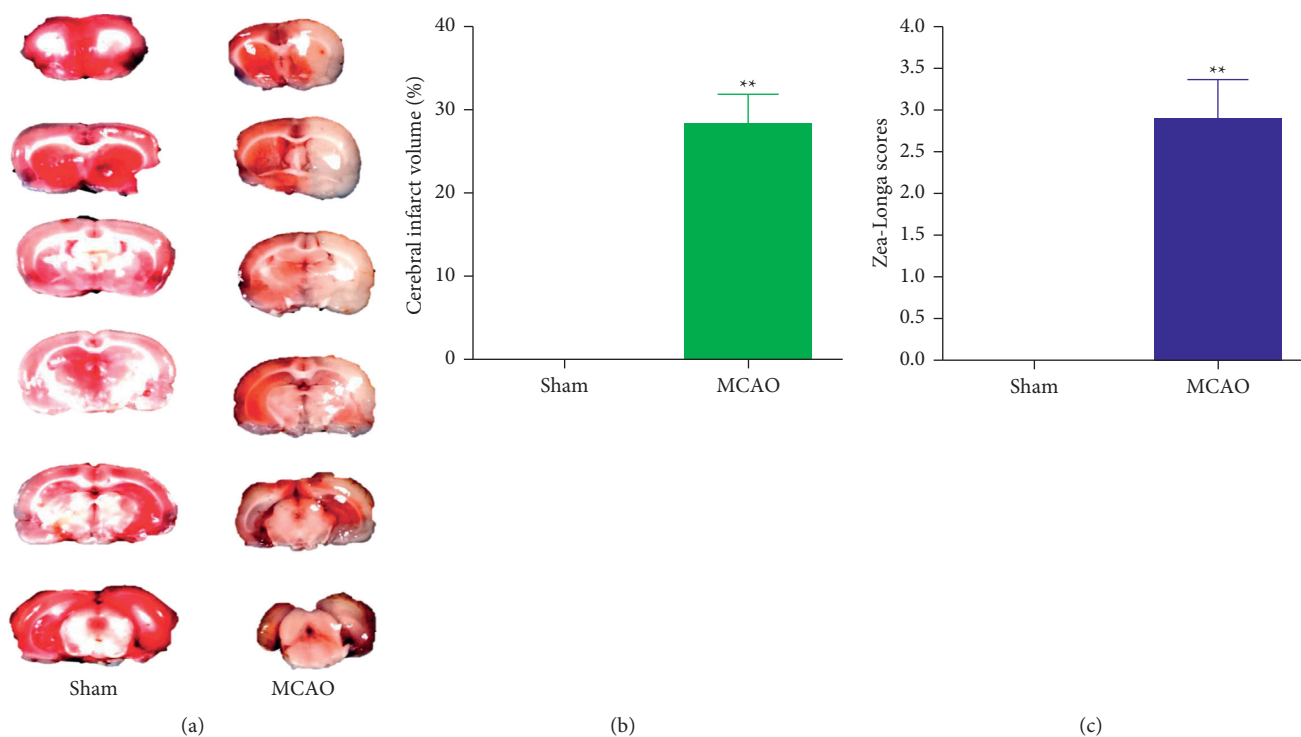 Sham
MCAO
(a)
Cerebral infarct volume (%)
40
30
20
10
0
**
Sham
MCAO
(b)
Zea-Longa scores
4.0
3.5
3.0
2.5
2.0
1.5
1.0
0.5
0.0
**
Sham
MCAO
(c)